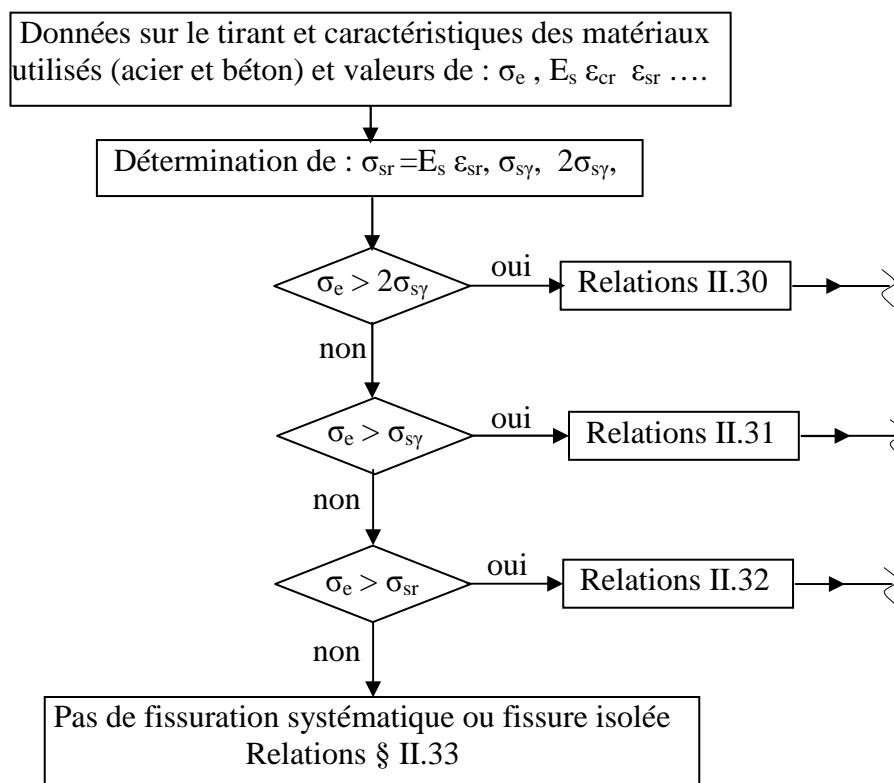 Données sur le tirant et caractéristiques des matériaux
utilisés (acier et béton) et valeurs de : σe , Es εcr εsr ….
Détermination de : σsr =Es εsr, σsγ, 2σsγ,
σe > 2σsγ
oui
Relations II.30
non
σe > σsγ
oui
Relations II.31
non
σe > σsr
oui
Relations II.32
non
Pas de fissuration systématique ou fissure isolée
Relations § II.33